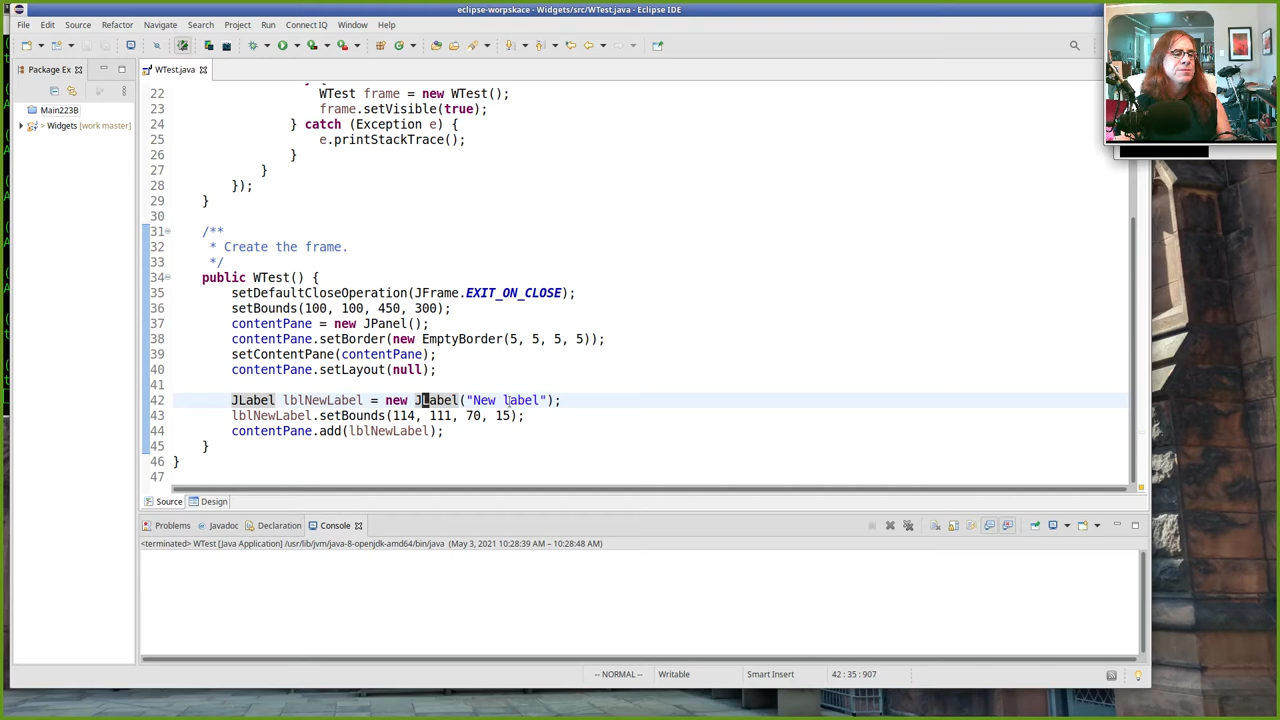 eclipse-worpskace - Widgets/src/WTest.java - Eclipse IDE
File Edit Source Refactor Navigate Search Project Run Connect IQ Window Help
Package Ex
WTest.java
Main223B
> Widgets [work master]
22 WTest frame = new WTest();
23 frame.setVisible(true);
24 } catch (Exception e) {
25 e.printStackTrace();
26 }
27 }
28 });
29 }
30
31 /**
32 * Create the frame.
33 */
34 public WTest() {
35 setDefaultCloseOperation(JFrame.EXIT_ON_CLOSE);
36 setBounds(100, 100, 450, 300);
37 contentPane = new JPanel();
38 contentPane.setBorder(new EmptyBorder(5, 5, 5, 5));
39 setContentPane(contentPane);
40 contentPane.setLayout(null);
41
42 JLabel lblNewLabel = new JLabel("New label");
43 lblNewLabel.setBounds(114, 111, 70, 15);
44 contentPane.add(lblNewLabel);
45 }
46 }
47
Source Design
Problems Javadoc Declaration Console
<terminated> WTest [Java Application] /usr/lib/jvm/java-8-openjdk-amd64/bin/java (May 3, 2021 10:28:39 AM – 10:28:48 AM)
-- NORMAL -- Writable Smart Insert 42 : 35 : 907